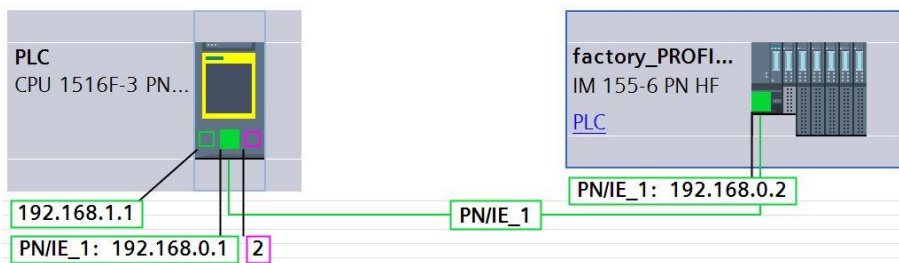 PLC
CPU 1516F-3 PN...
factory_PROFI...
IM 155-6 PN HF
PLC
192.168.1.1
PN/IE_1: 192.168.0.1
2
PN/IE_1
PN/IE_1: 192.168.0.2